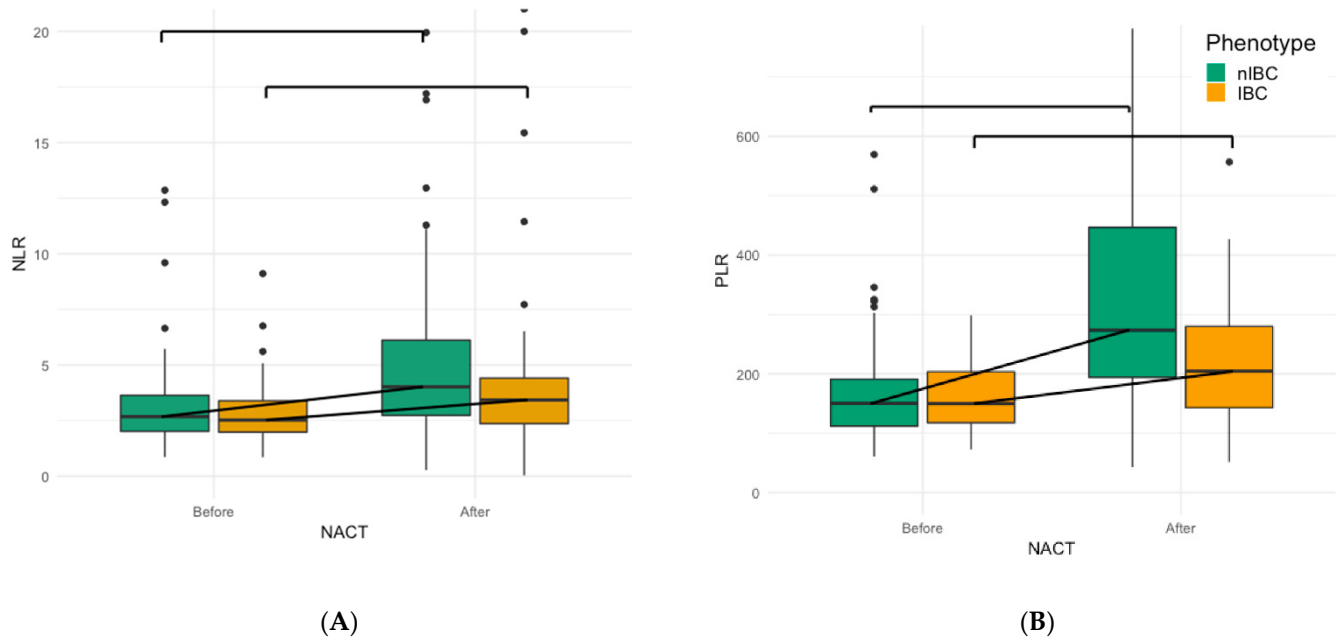 20
15
10
5
0
NLR
Before
After
NACT
(A)
Phenotype
nIBC
IBC
600
400
200
0
PLR
Before
After
NACT
(B)